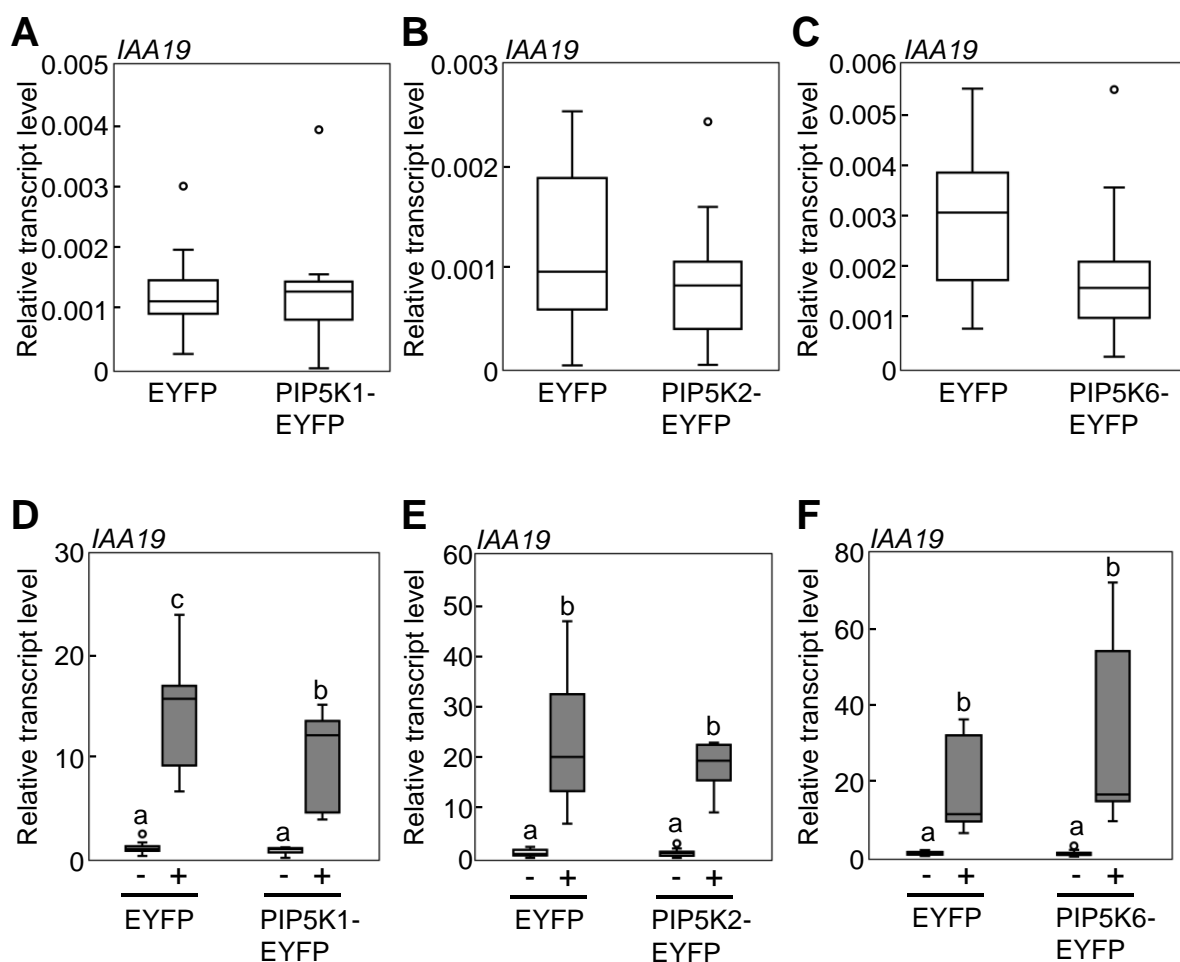 A
IAA19
Relative transcript level
0.005
0.004
0.003
0.002
0.001
0
EYFP
PIP5K1-
EYFP
B
IAA19
Relative transcript level
0.003
0.002
0.001
0
EYFP
PIP5K2-
EYFP
C
IAA19
Relative transcript level
0.006
0.005
0.004
0.003
0.002
0.001
0
EYFP
PIP5K6-
EYFP
D
IAA19
Relative transcript level
30
20
10
0
a
c
a
b
- + - +
EYFP
PIP5K1-
EYFP
E
IAA19
Relative transcript level
60
50
40
30
20
10
0
a
b
a
b
- + - +
EYFP
PIP5K2-
EYFP
F
IAA19
Relative transcript level
80
60
40
20
0
a
b
a
b
- + - +
EYFP
PIP5K6-
EYFP